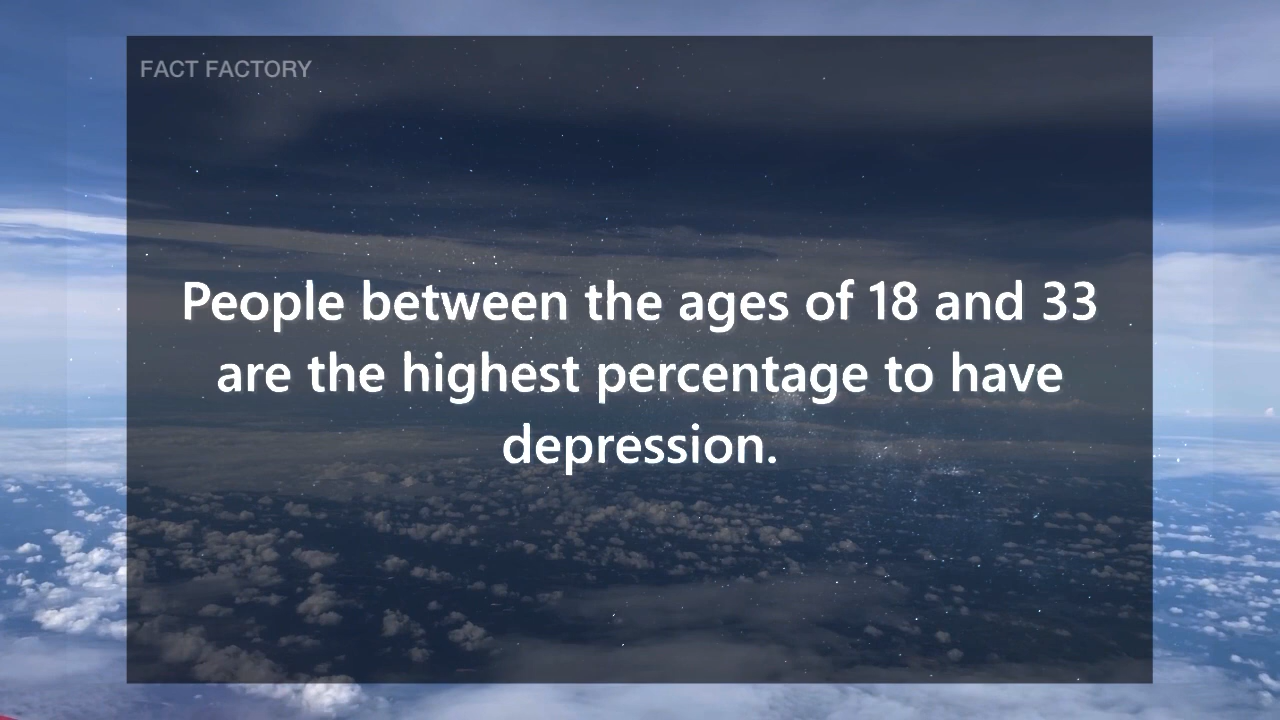 FACT FACTORY
People between the ages of 18 and 33
are the highest percentage to have
depression.